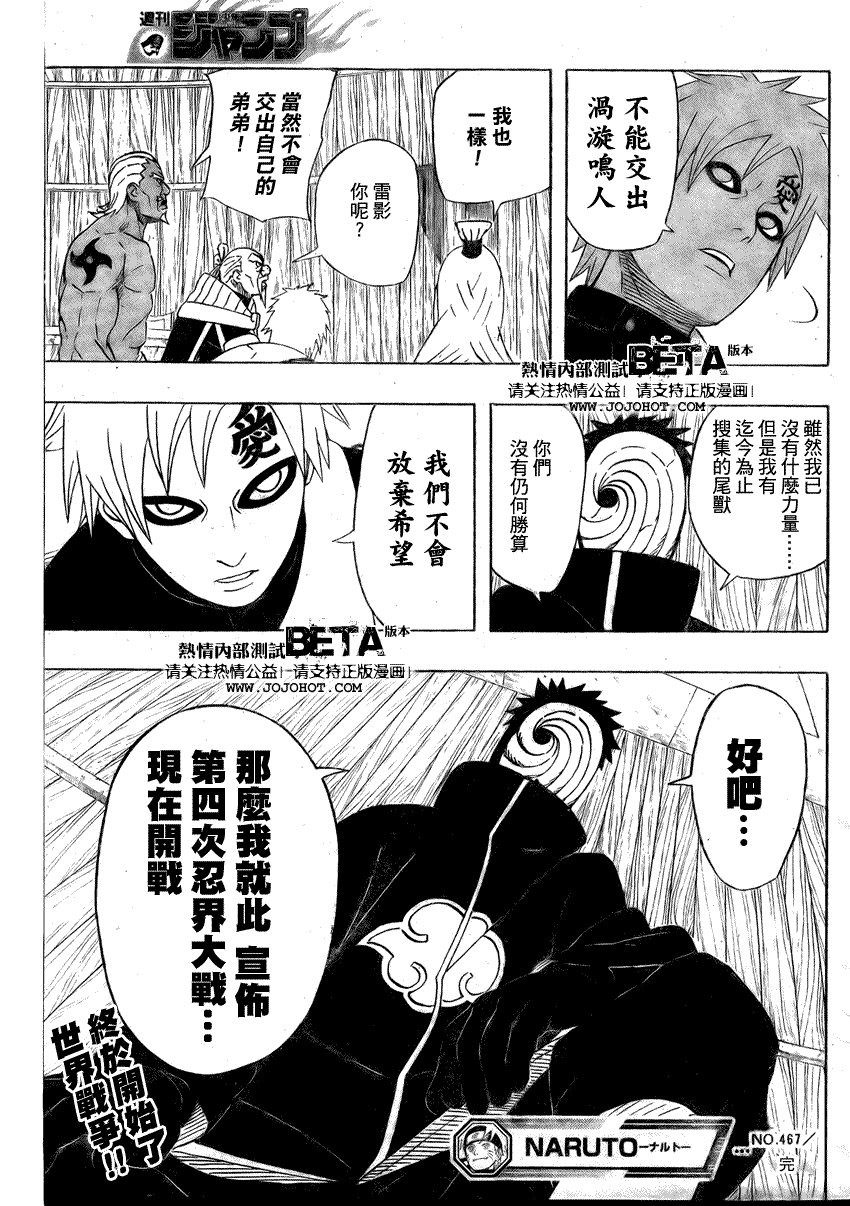 週刊少年
ジャンプ
不能交出
渦漩鳴人
愛
我也
一樣！
雷影
你呢？
當然不會
交出自己的
弟弟！
熱情內部測試BETA版本
请关注热情公益| 请支持正版漫画|
WWW.JOJOHOT.COM
雖然我已
沒有什麼力量……
但是我有
迄今為止
搜集的尾獸
你們
沒有仍何勝算
我們不會
放棄希望
愛
熱情內部測試BETA版本
请关注热情公益| 请支持正版漫画|
WWW.JOJOHOT.COM
好吧…
那麼我就此 宣佈
第四次忍界大戰…
現在開戰
終於開始了
世界戰爭!!
NARUTO—ナルト—
NO.467/
完